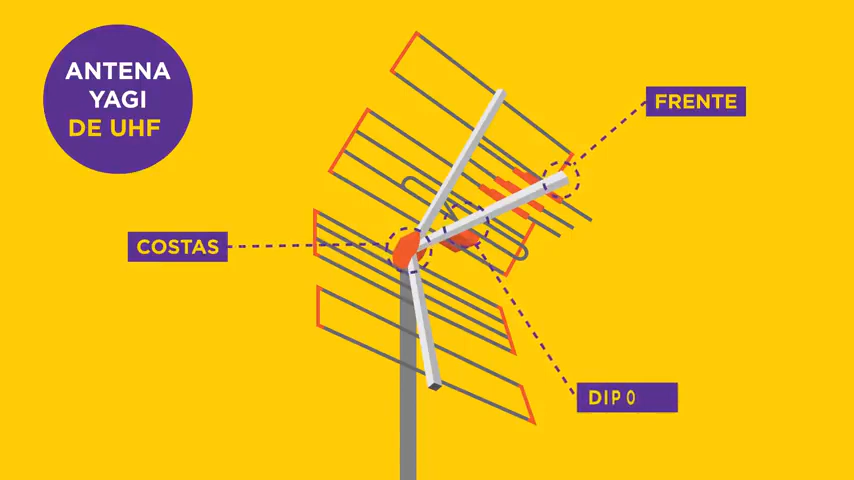 ANTENA
YAGI
DE UHF
FRENTE
COSTAS
DIPO